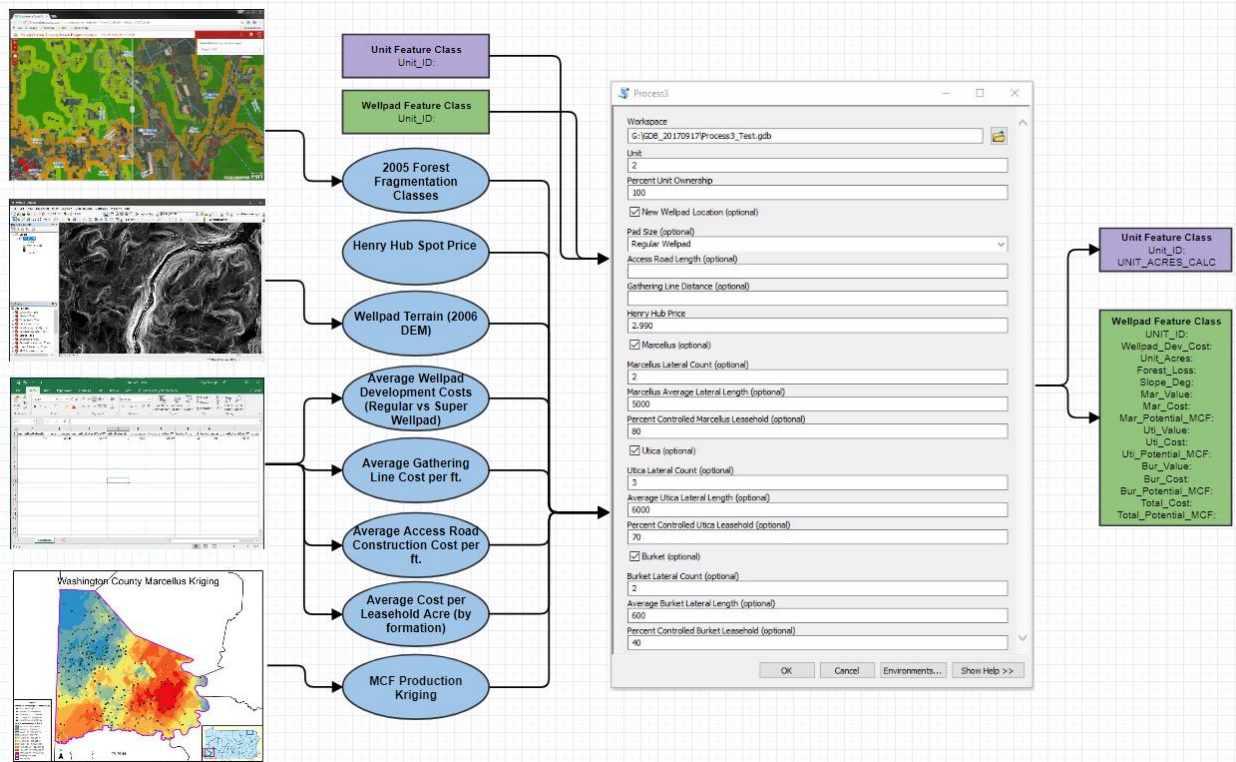 Unit Feature Class
Unit_ID:
Wellpad Feature Class
Unit_ID:
2005 Forest
Fragmentation
Classes
Henry Hub Spot Price
Wellpad Terrain (2006
DEM)
Average Wellpad
Development Costs
(Regular vs Super
Wellpad)
Average Gathering
Line Cost per ft.
Average Access Road
Construction Cost per
ft.
Average Cost per
Leasehold Acre (by
formation)
MCF Production
Kriging
Washington County Marcellus Kriging
Process3
Workspace
G:\GDB_20170917\Process3_Test.gdb
Unit
2
Percent Unit Ownership
100
New Wellpad Location (optional)
Pad Size (optional)
Regular Wellpad
Access Road Length (optional)
Gathering Line Distance (optional)
Henry Hub Price
2.990
Marcellus (optional)
Marcellus Lateral Count (optional)
2
Marcellus Average Lateral Length (optional)
5000
Percent Controlled Marcellus Leasehold (optional)
80
Utica (optional)
Utica Lateral Count (optional)
3
Average Utica Lateral Length (optional)
6000
Percent Controlled Utica Leasehold (optional)
70
Burket (optional)
Burket Lateral Count (optional)
2
Average Burket Lateral Length (optional)
600
Percent Controlled Burket Leasehold (optional)
40
OK
Cancel
Environments...
Show Help >>
Unit Feature Class
Unit_ID:
UNIT_ACRES_CALC
Wellpad Feature Class
UNIT_ID:
Wellpad_Dev_Cost:
Unit_Acres:
Forest_Loss:
Slope_Deg:
Mar_Value:
Mar_Cost:
Mar_Potential_MCF:
Uti_Value:
Uti_Cost:
Uti_Potential_MCF:
Bur_Value:
Bur_Cost:
Bur_Potential_MCF:
Total_Cost:
Total_Potential_MCF: